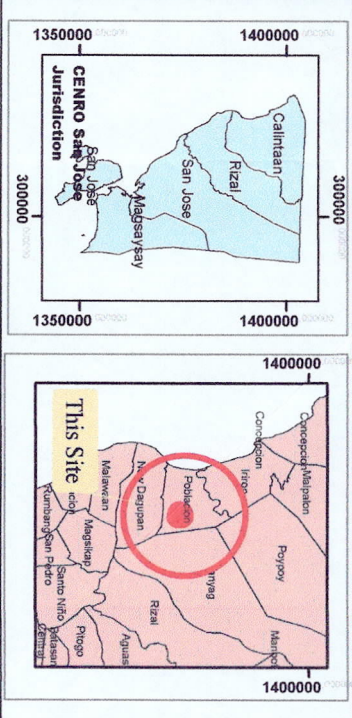 1350000
1400000
Calintaan
Rizal
San Jose
San Jose
Magsaysay
CENRO San Jose
Jurisdiction
300000
300000
1350000
1400000
1400000
Concepcion
Malpalon
Concepcion
Iriron
Poypoy
Poblacion
New Dagupan
Malawaan
This Site
Magsikap
San Pedro
Santo Niño
Rizal
Pitogo
Aguas
1400000